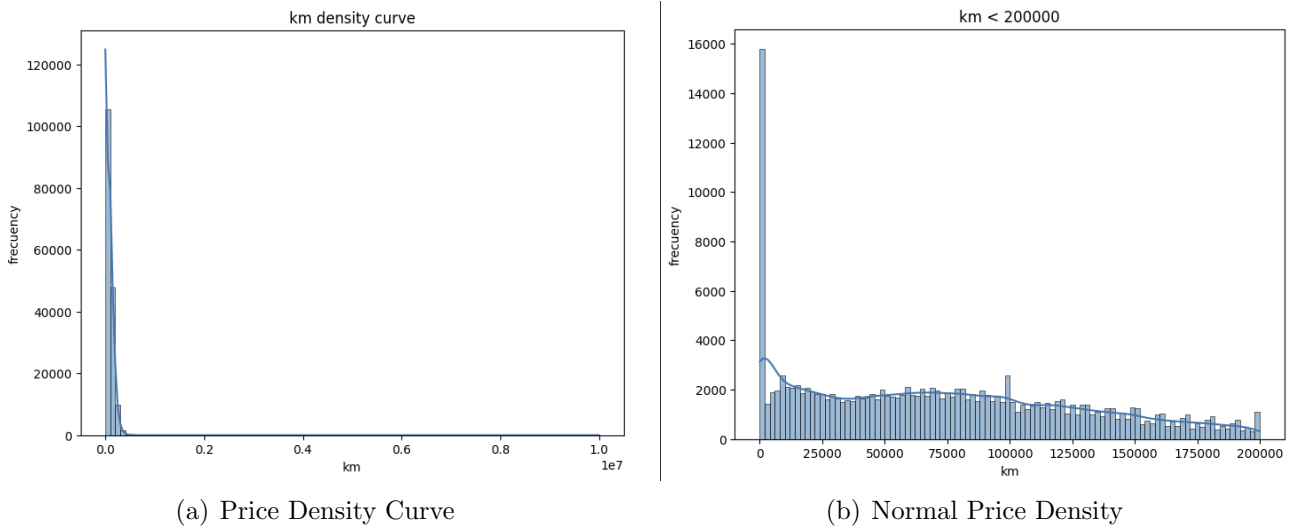 km density curve
120000
100000
80000
60000
40000
20000
0
frecuency
0.0 0.2 0.4 0.6 0.8 1.0
1e7
km
(a) Price Density Curve
km < 200000
16000
14000
12000
10000
8000
6000
4000
2000
0
frecuency
0 25000 50000 75000 100000 125000 150000 175000 200000
km
(b) Normal Price Density